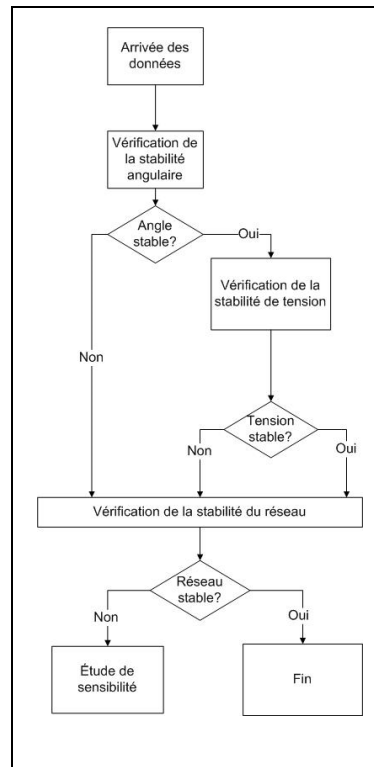 Arrivée des
données
Vérification de
la stabilité
angulaire
Angle
stable?
Oui
Vérification de la
stabilité de tension
Non
Tension
stable?
Non
Oui
Vérification de la stabilité du réseau
Réseau
stable?
Non
Oui
Étude de
sensibilité
Fin